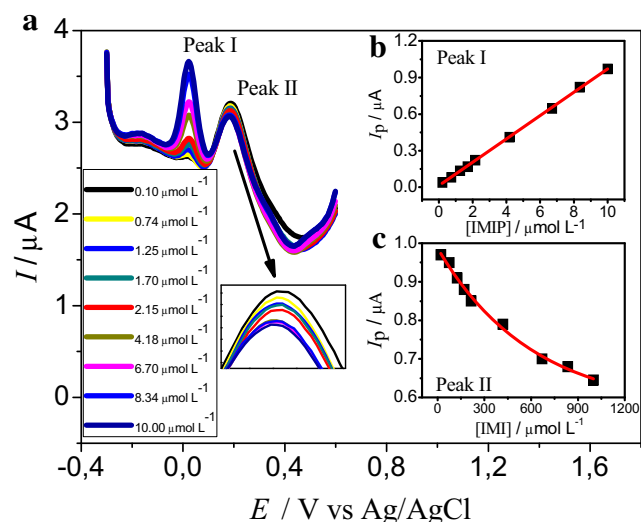 a
Peak I
Peak II
4
3
2
1
0
I/µA
-0,4
0,0
0,4
0,8
1,2
1,6
E / V vs Ag/AgCl
0.10 µmol L-1
0.74 µmol L-1
1.25 µmol L-1
1.70 µmol L-1
2.15 µmol L-1
4.18 µmol L-1
6.70 µmol L-1
8.34 µmol L-1
10.00 µmol L-1
b
Peak I
1.2
0.9
0.6
0.3
0.0
Ip / µA
0
2
4
6
8
10
[IMIP] / µmol L-1
c
1.0
0.9
0.8
0.7
0.6
Ip / µA
Peak II
0
300
600
900
1200
[IMI] / µmol L-1